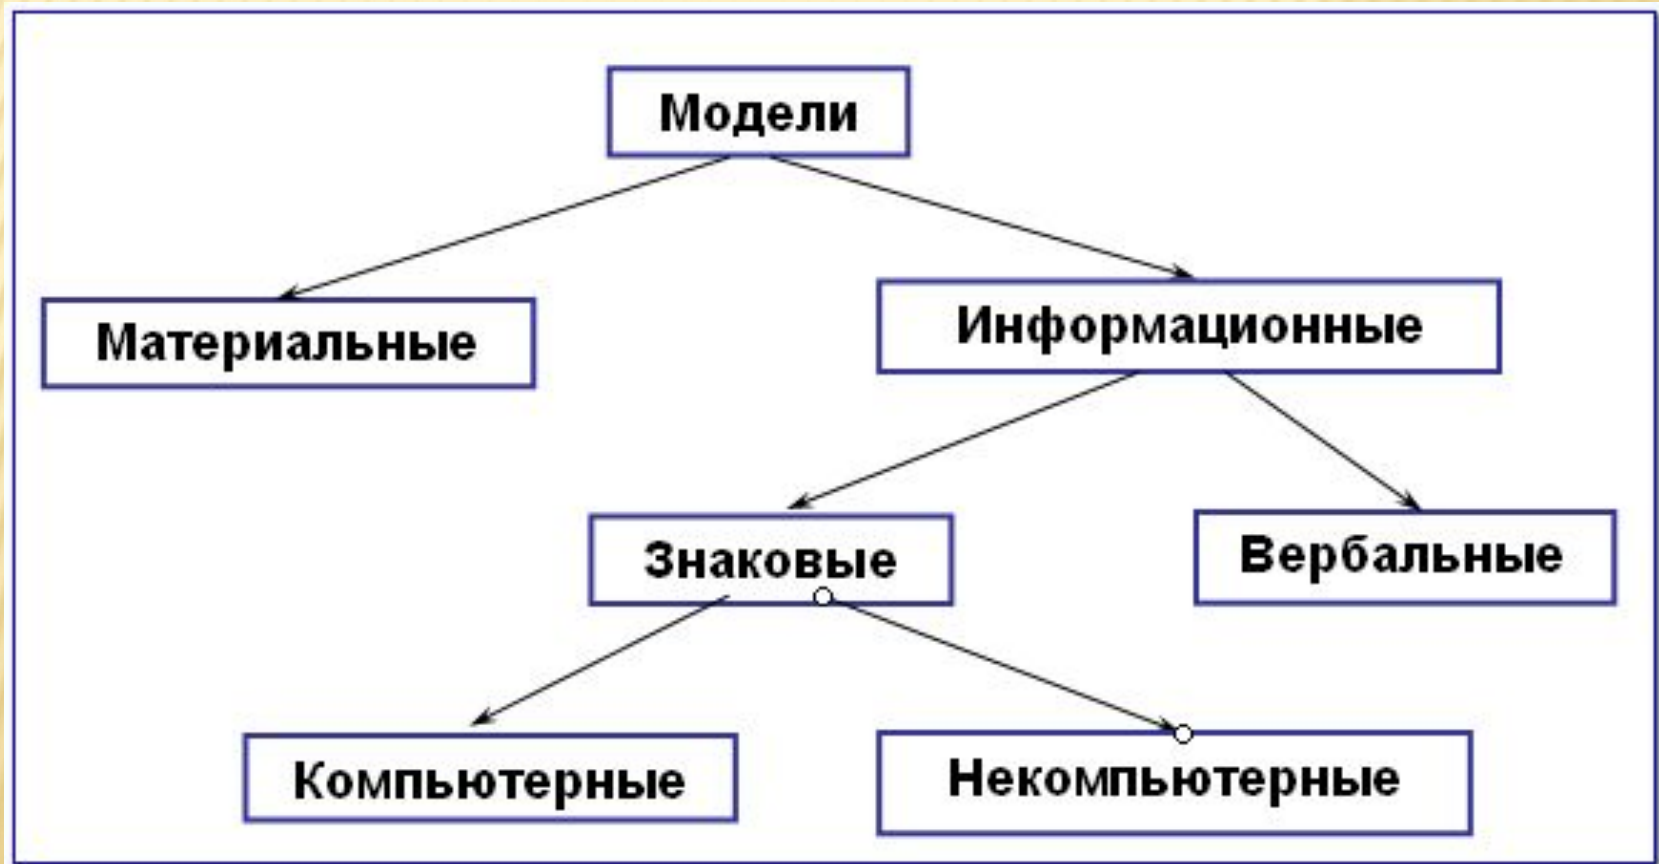 Модели
Материальные
Информационные
Знаковые
Вербальные
Компьютерные
Некомпьютерные